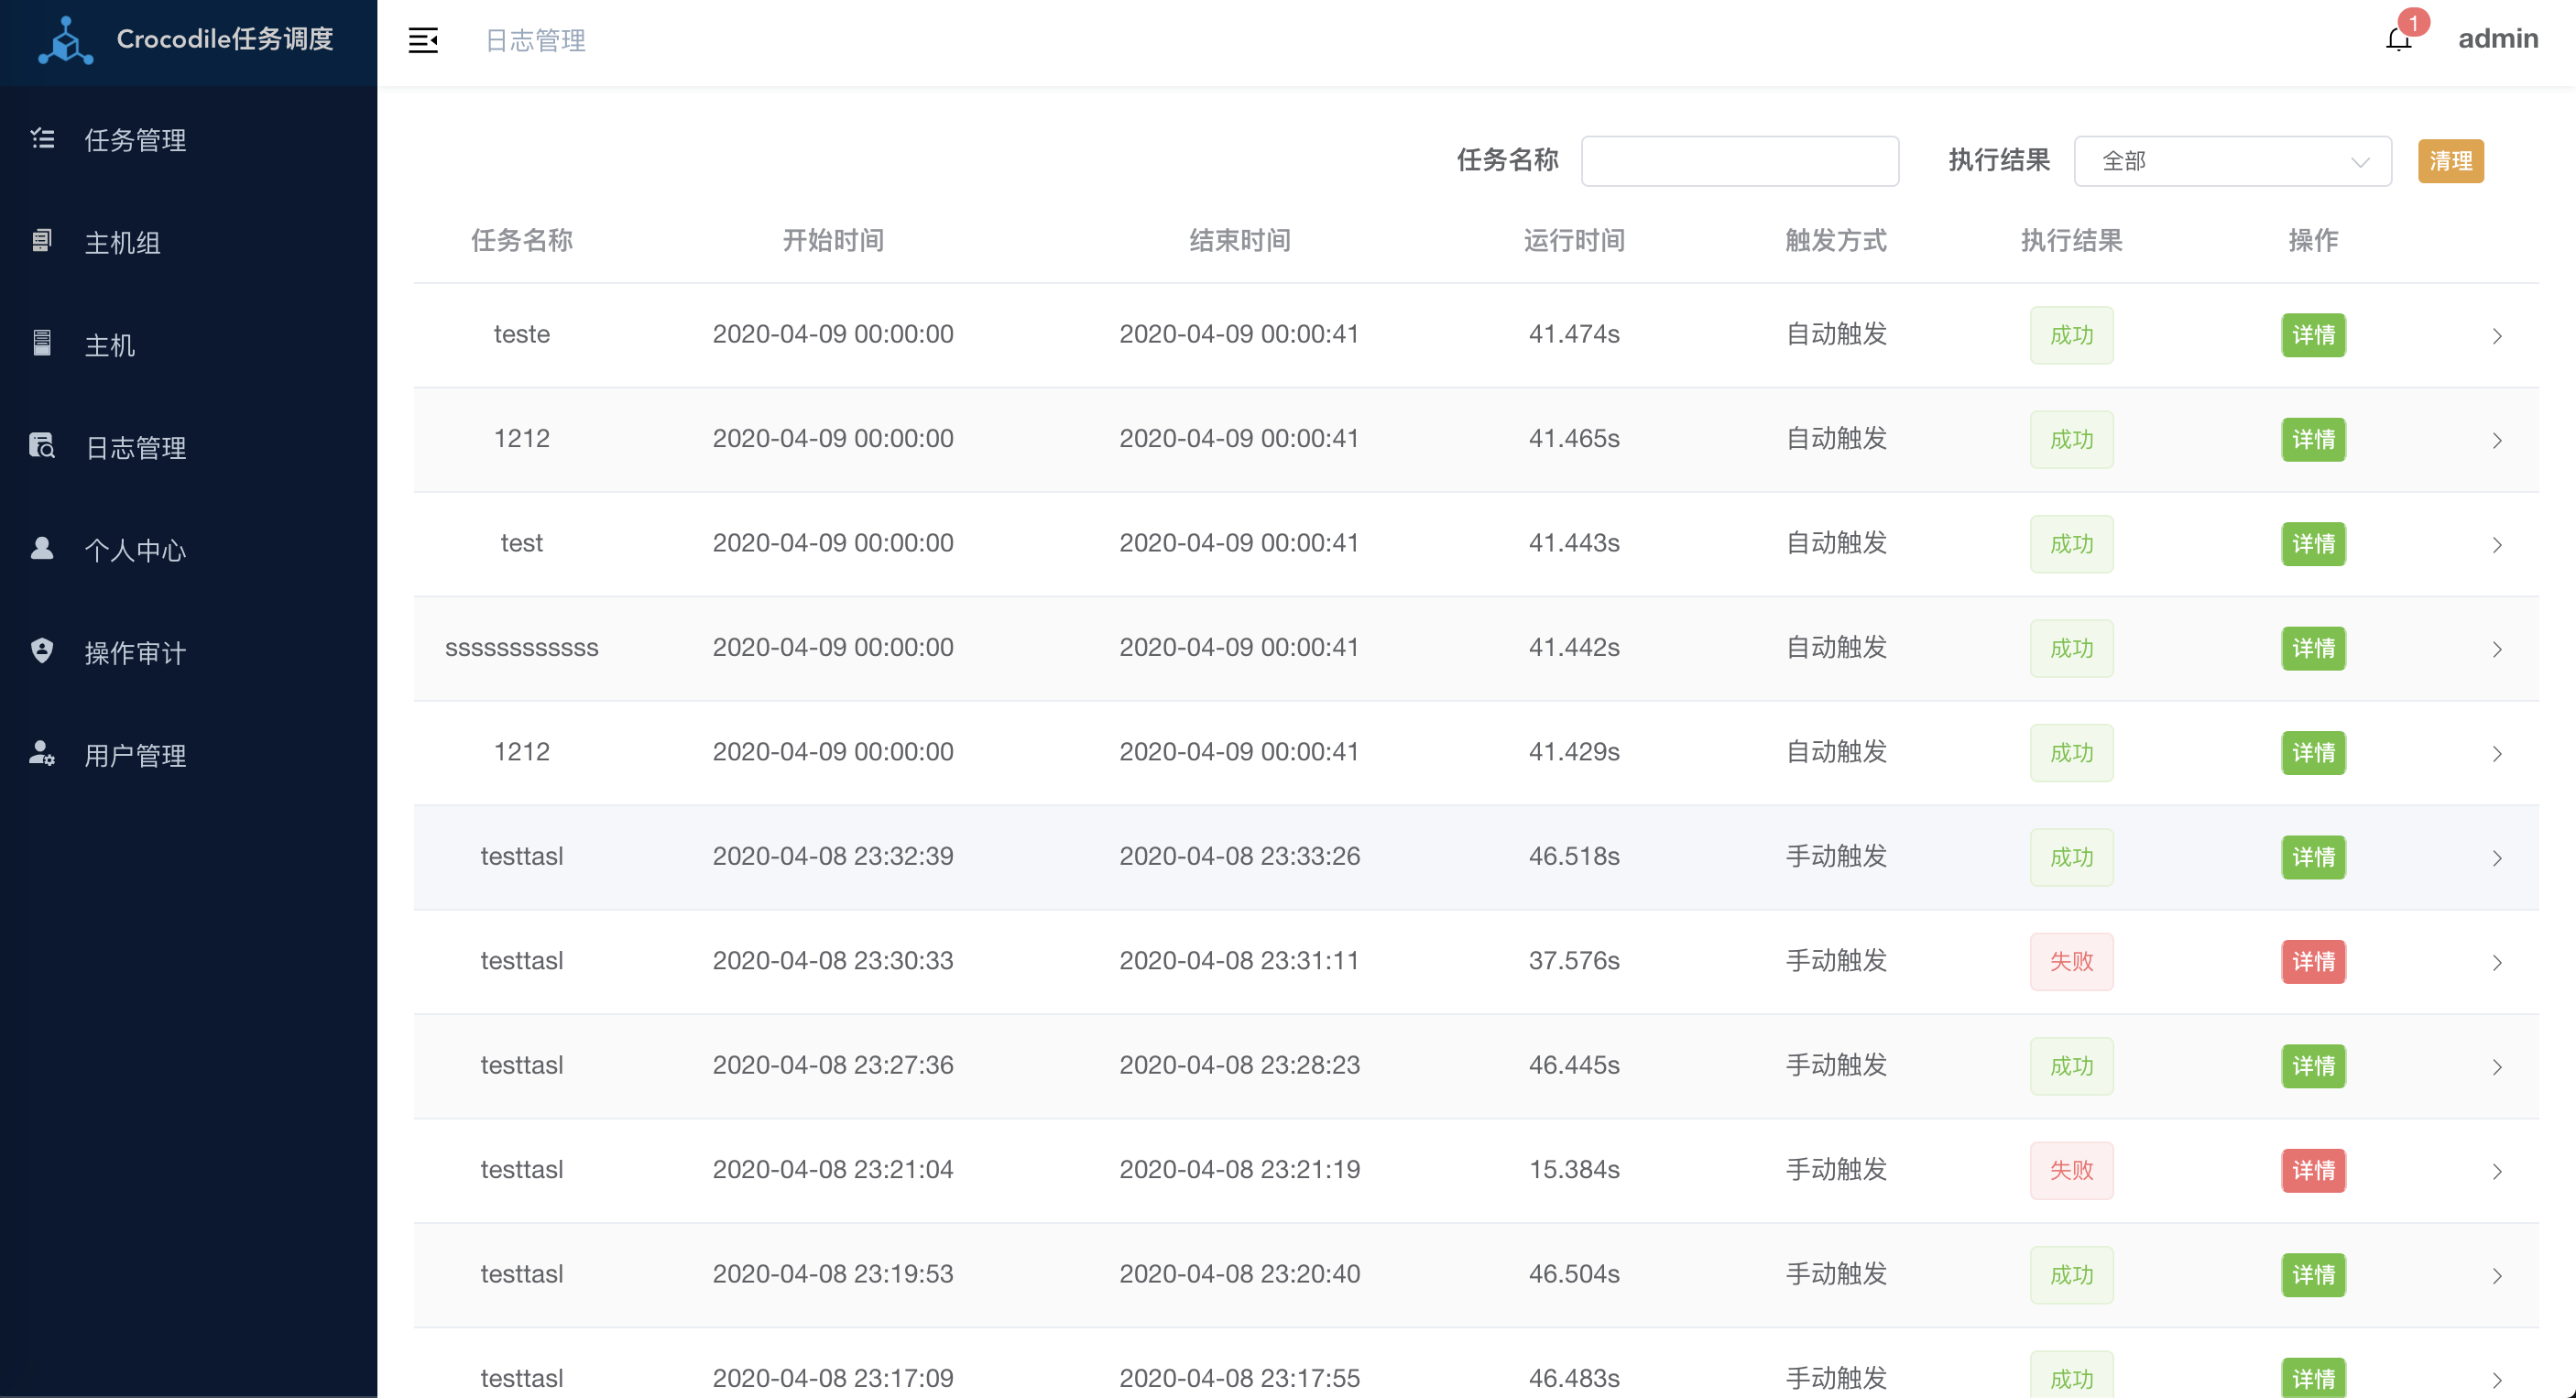 Crocodile任务调度
日志管理
1
admin
任务管理
主机组
主机
日志管理
个人中心
操作审计
用户管理
任务名称 执行结果 全部 清理
任务名称 开始时间 结束时间 运行时间 触发方式 执行结果 操作
teste 2020-04-09 00:00:00 2020-04-09 00:00:41 41.474s 自动触发 成功 详情
1212 2020-04-09 00:00:00 2020-04-09 00:00:41 41.465s 自动触发 成功 详情
test 2020-04-09 00:00:00 2020-04-09 00:00:41 41.443s 自动触发 成功 详情
ssssssssssss 2020-04-09 00:00:00 2020-04-09 00:00:41 41.442s 自动触发 成功 详情
1212 2020-04-09 00:00:00 2020-04-09 00:00:41 41.429s 自动触发 成功 详情
testtasl 2020-04-08 23:32:39 2020-04-08 23:33:26 46.518s 手动触发 成功 详情
testtasl 2020-04-08 23:30:33 2020-04-08 23:31:11 37.576s 手动触发 失败 详情
testtasl 2020-04-08 23:27:36 2020-04-08 23:28:23 46.445s 手动触发 成功 详情
testtasl 2020-04-08 23:21:04 2020-04-08 23:21:19 15.384s 手动触发 失败 详情
testtasl 2020-04-08 23:19:53 2020-04-08 23:20:40 46.504s 手动触发 成功 详情
testtasl 2020-04-08 23:17:09 2020-04-08 23:17:55 46.483s 手动触发 成功 详情